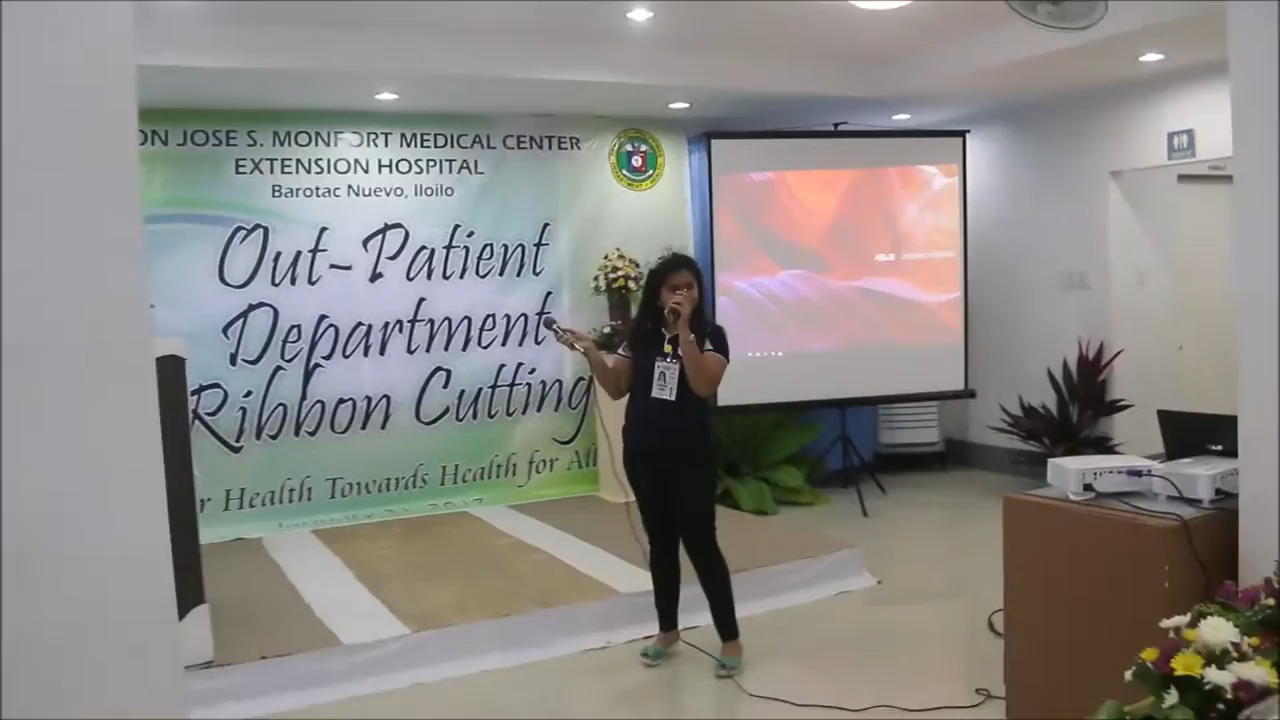 ON JOSE S. MONFORT MEDICAL CENTER
EXTENSION HOSPITAL
Barotac Nuevo, Iloilo
Out-Patient
Department
Ribbon Cutting
r Health Towards Health for All